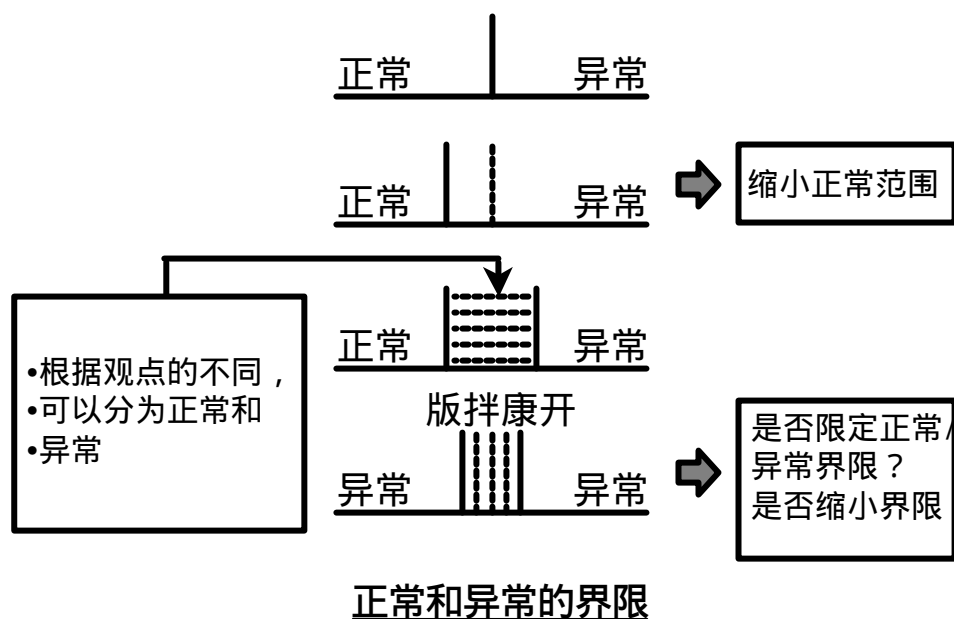 正常 异常
正常 异常
缩小正常范围
正常 异常
•根据观点的不同，
•可以分为正常和
•异常
版拌康开
异常 异常
是否限定正常/
异常界限？
是否缩小界限
正常和异常的界限